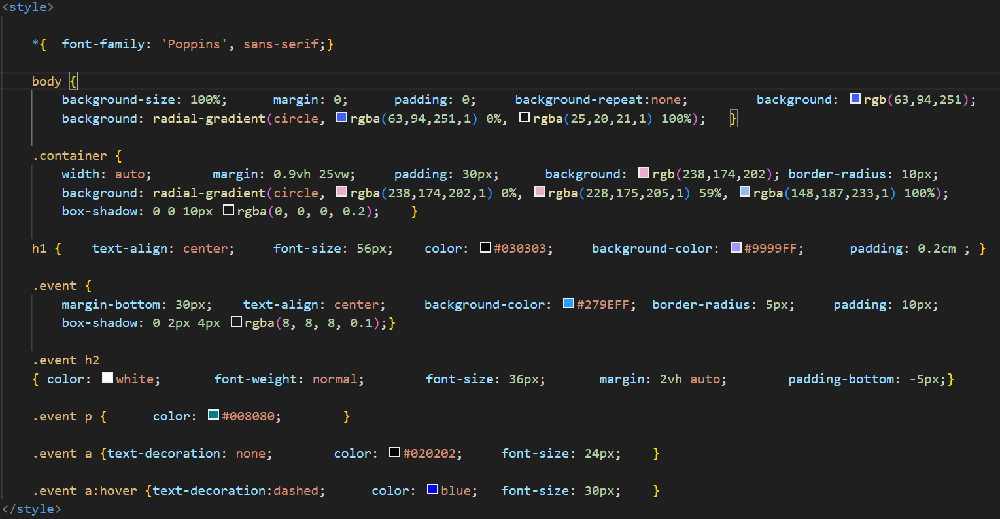 <style>
*{ font-family: 'Poppins', sans-serif;}
body {
background-size: 100%; margin: 0; padding: 0; background-repeat:none; background: rgb(63,94,251);
background: radial-gradient(circle, rgba(63,94,251,1) 0%, rgba(25,20,21,1) 100%); }
.container {
width: auto; margin: 0.9vh 25vw; padding: 30px; background: rgb(238,174,202); border-radius: 10px;
background: radial-gradient(circle, rgba(238,174,202,1) 0%, rgba(228,175,205,1) 59%, rgba(148,187,233,1) 100%);
box-shadow: 0 0 10px rgba(0, 0, 0, 0.2); }
h1 { text-align: center; font-size: 56px; color: #030303; background-color: #9999FF; padding: 0.2cm ; }
.event {
margin-bottom: 30px; text-align: center; background-color: #279EFF; border-radius: 5px; padding: 10px;
box-shadow: 0 2px 4px rgba(8, 8, 8, 0.1);}
.event h2
{ color: white; font-weight: normal; font-size: 36px; margin: 2vh auto; padding-bottom: -5px;}
.event p { color: #008080; }
.event a {text-decoration: none; color: #020202; font-size: 24px; }
.event a:hover {text-decoration:dashed; color: blue; font-size: 30px; }
</style>